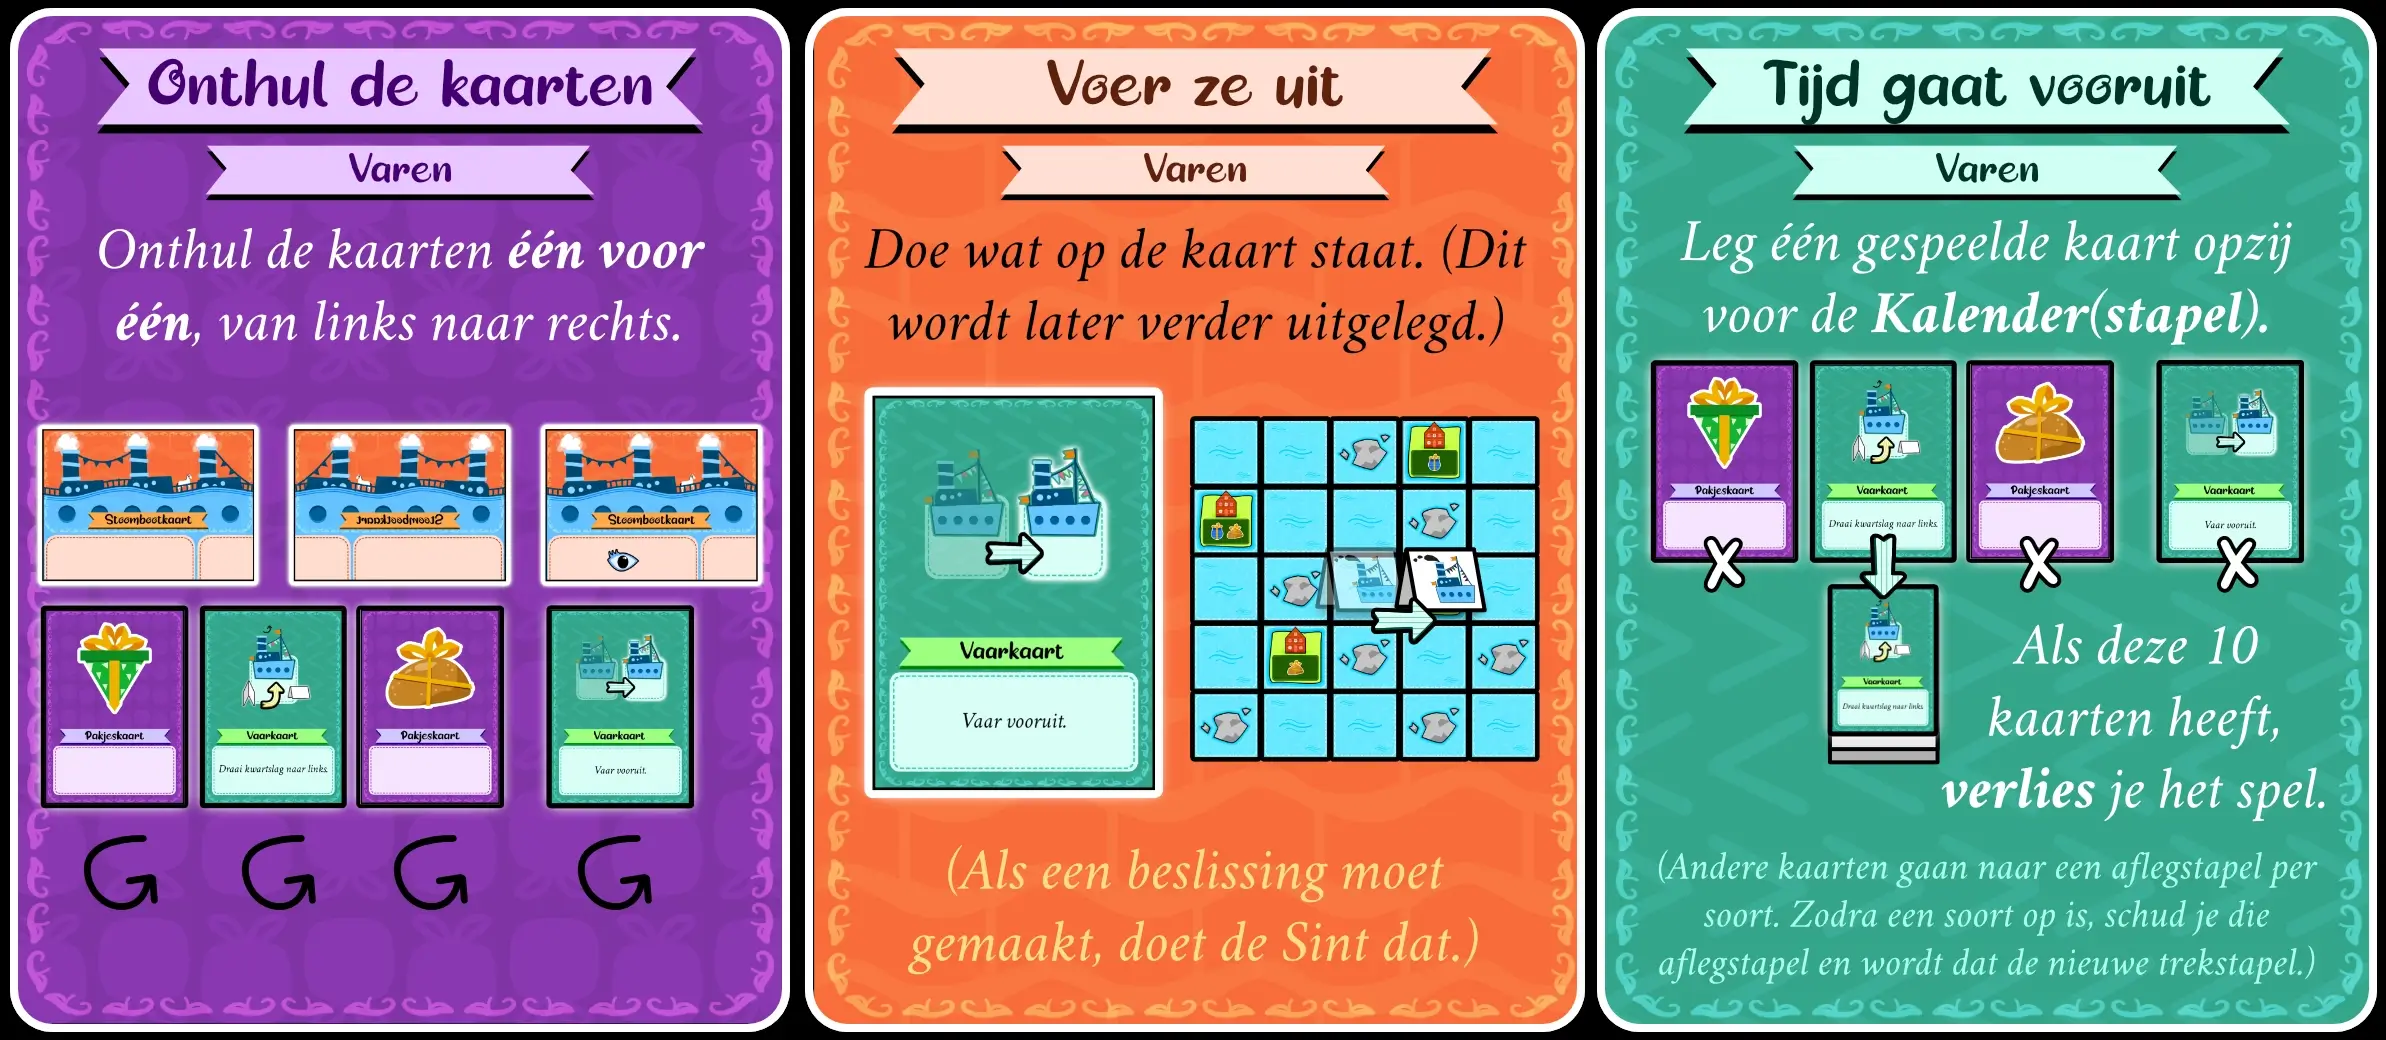 Onthul de kaarten
Varen
Onthul de kaarten één voor
één, van links naar rechts.
Stoombootkaart
Stoombootkaart
Stoombootkaart
Pakjeskaart
Vaarkaart
Draai kwartslag naar links.
Pakjeskaart
Vaarkaart
Vaar vooruit.
Voer ze uit
Varen
Doe wat op de kaart staat. (Dit
wordt later verder uitgelegd.)
Vaarkaart
Vaar vooruit.
(Als een beslissing moet
gemaakt, doet de Sint dat.)
Tijd gaat vooruit
Varen
Leg één gespeelde kaart opzij
voor de Kalender(stapel).
Pakjeskaart
Vaarkaart
Draai kwartslag naar links.
Pakjeskaart
Vaarkaart
Vaar vooruit.
Vaarkaart
Draai kwartslag naar links.
Als deze 10
kaarten heeft,
verlies je het spel.
(Andere kaarten gaan naar een aflegstapel per
soort. Zodra een soort op is, schud je die
aflegstapel en wordt dat de nieuwe trekstapel.)